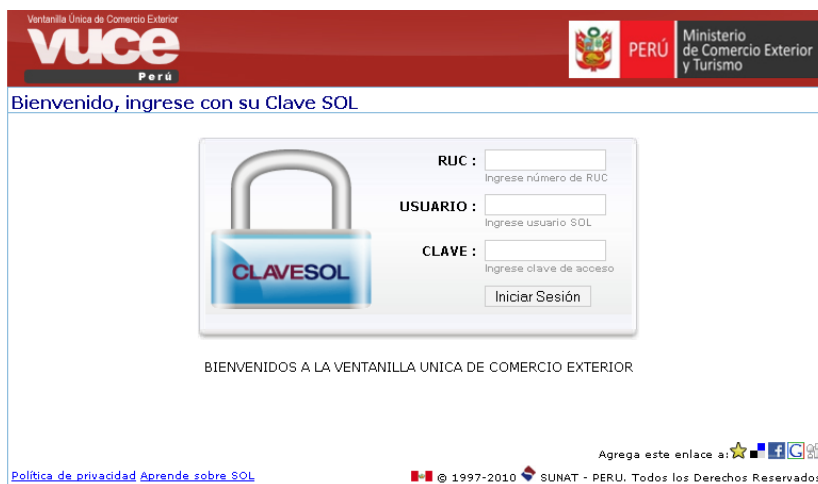 Ventanilla Única de Comercio Exterior
vuce
Perú
PERÚ
Ministerio
de Comercio Exterior
y Turismo
Bienvenido, ingrese con su Clave SOL
CLAVESOL
RUC :
Ingrese número de RUC
USUARIO :
Ingrese usuario SOL
CLAVE :
Ingrese clave de acceso
Iniciar Sesión
BIENVENIDOS A LA VENTANILLA UNICA DE COMERCIO EXTERIOR
Agrega este enlace a:
Política de privacidad Aprende sobre SOL
© 1997-2010 SUNAT - PERU. Todos los Derechos Reservados